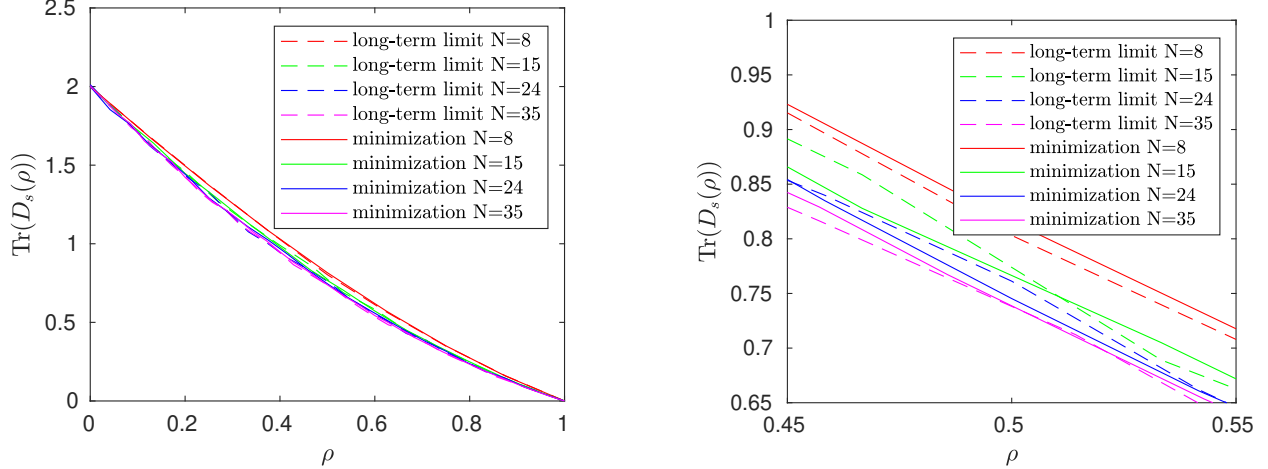 2.5
2
1.5
1
0.5
0
0
0.2
0.4
0.6
0.8
1
Tr(D_s(ρ))
ρ
long-term limit N=8
long-term limit N=15
long-term limit N=24
long-term limit N=35
minimization N=8
minimization N=15
minimization N=24
minimization N=35
1
0.95
0.9
0.85
0.8
0.75
0.7
0.65
0.45
0.5
0.55
Tr(D_s(ρ))
ρ
long-term limit N=8
long-term limit N=15
long-term limit N=24
long-term limit N=35
minimization N=8
minimization N=15
minimization N=24
minimization N=35